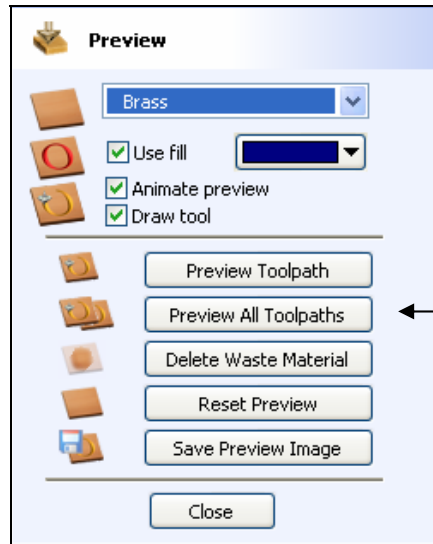 Preview
Brass
Use fill
Animate preview
Draw tool
Preview Toolpath
Preview All Toolpaths
Delete Waste Material
Reset Preview
Save Preview Image
Close